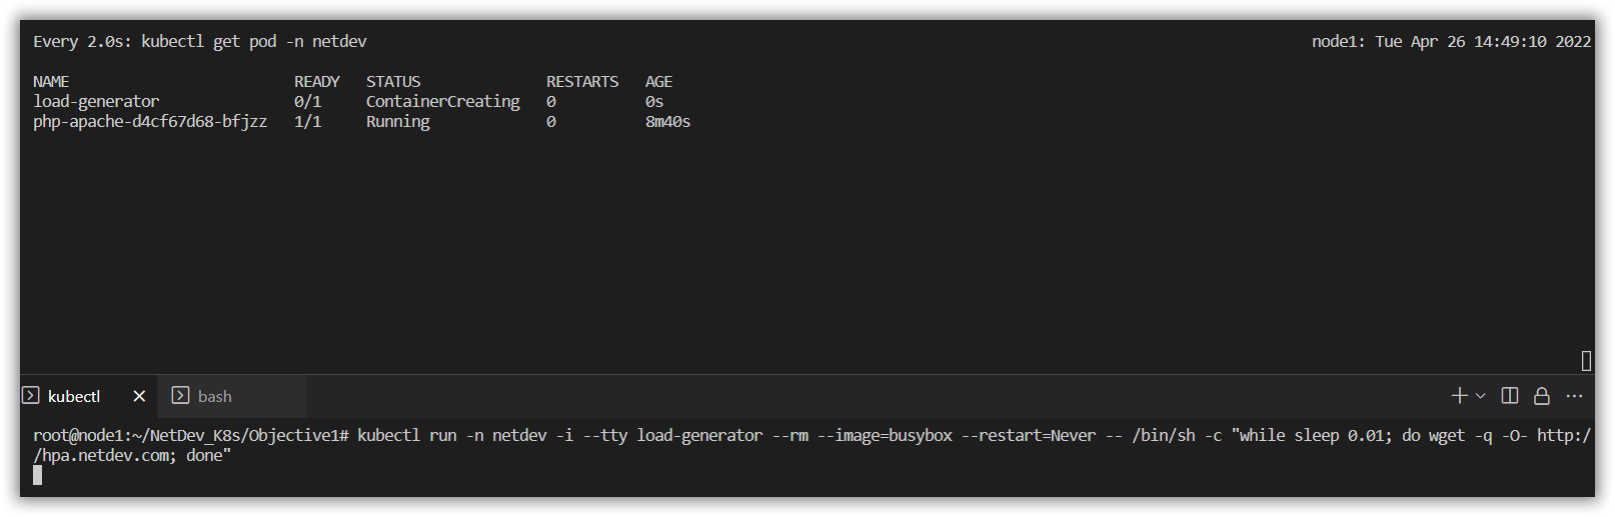 Every 2.0s: kubectl get pod -n netdev node1: Tue Apr 26 14:49:10 2022
NAME READY STATUS RESTARTS AGE
load-generator 0/1 ContainerCreating 0 0s
php-apache-d4cf67d68-bfjzz 1/1 Running 0 8m40s
kubectl bash
root@node1:~/NetDev_K8s/Objective1# kubectl run -n netdev -i --tty load-generator --rm --image=busybox --restart=Never -- /bin/sh -c "while sleep 0.01; do wget -q -O- http:/
/hpa.netdev.com; done"